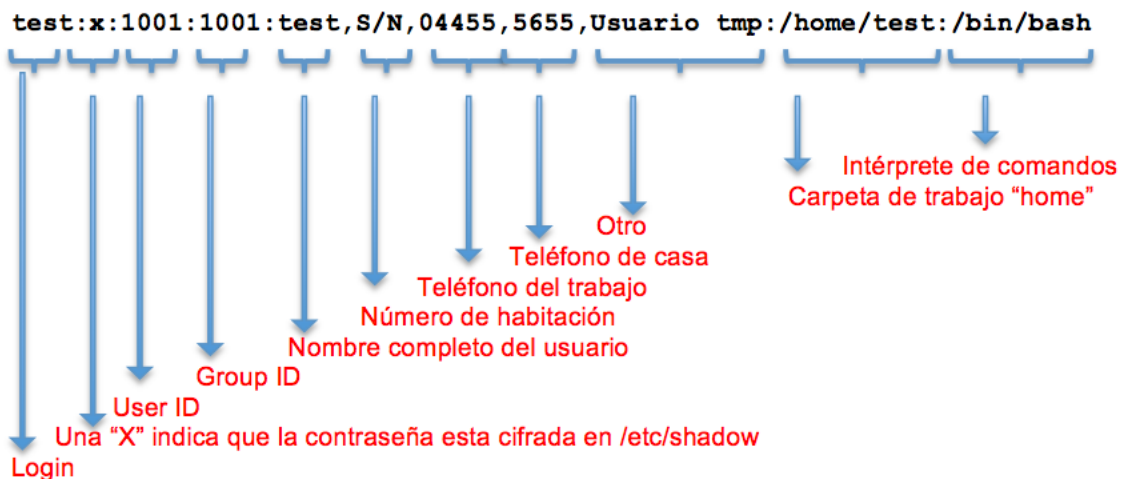 test:x:1001:1001:test,S/N,04455,5655,Usuario tmp:/home/test:/bin/bash
Intérprete de comandos
Carpeta de trabajo “home”
Otro
Teléfono de casa
Teléfono del trabajo
Número de habitación
Nombre completo del usuario
Group ID
User ID
Una “X” indica que la contraseña esta cifrada en /etc/shadow
Login